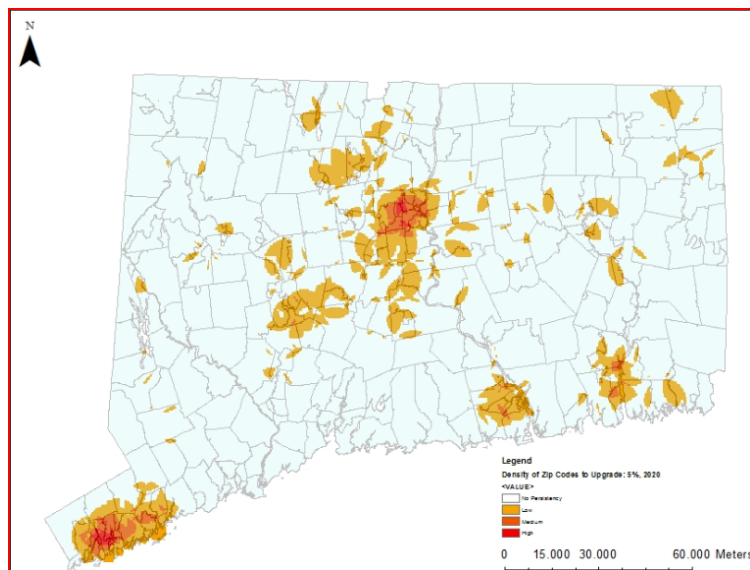 N
Legend
Density of Zip Codes to Upgrade: 5%, 2020
<VALUE>
No Persistency
Low
Medium
High
0 15.000 30.000 60.000 Meters